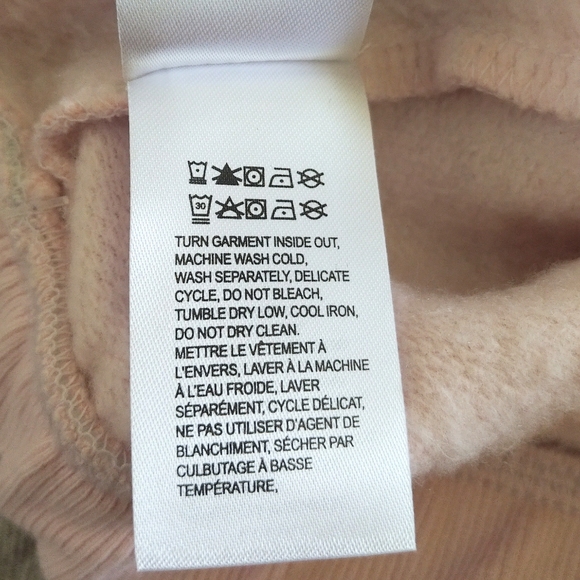 30
TURN GARMENT INSIDE OUT,
MACHINE WASH COLD,
WASH SEPARATELY, DELICATE
CYCLE, DO NOT BLEACH,
TUMBLE DRY LOW, COOL IRON,
DO NOT DRY CLEAN.
METTRE LE VÊTEMENT À
L'ENVERS, LAVER À LA MACHINE
À L'EAU FROIDE, LAVER
SÉPARÉMENT, CYCLE DÉLICAT,
NE PAS UTILISER D'AGENT DE
BLANCHIMENT, SÉCHER PAR
CULBUTAGE À BASSE
TEMPÉRATURE,